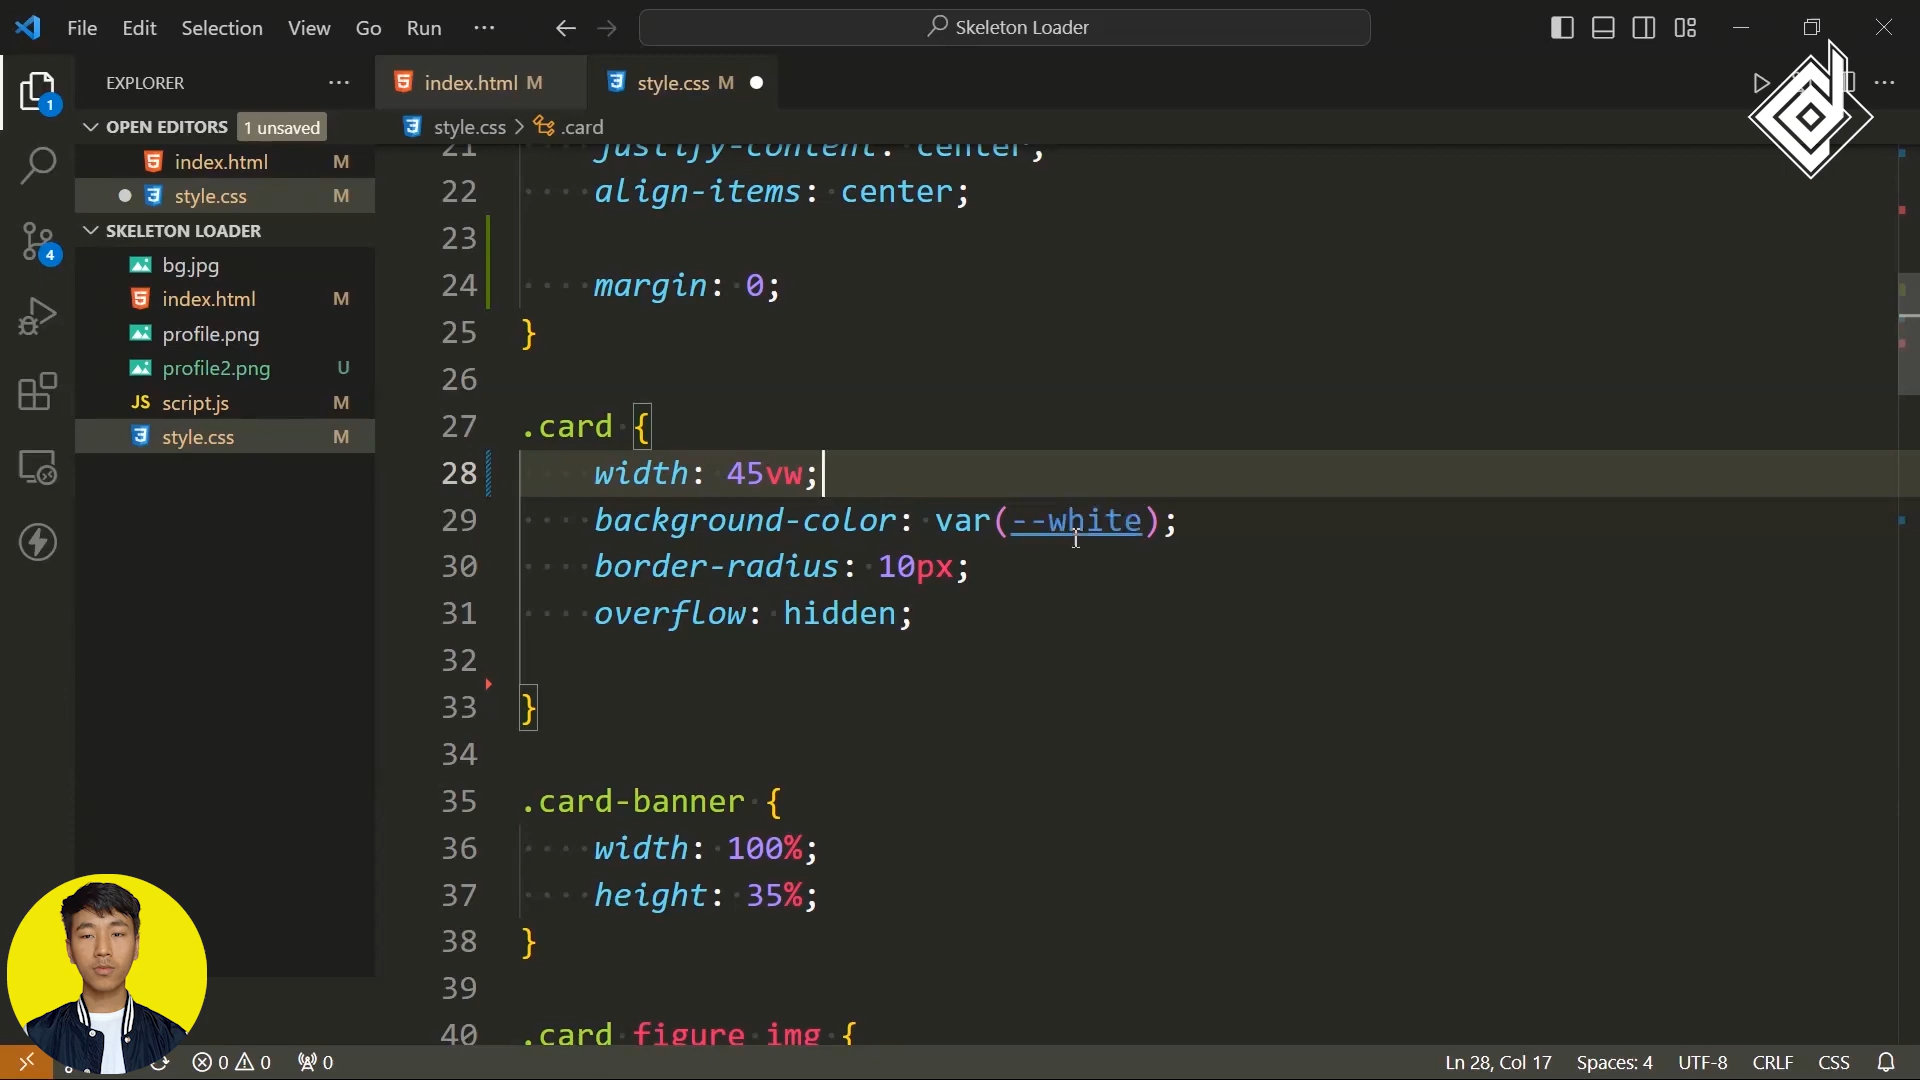 File Edit Selection View Go Run ··· Skeleton Loader
EXPLORER ···
index.html M
style.css M
OPEN EDITORS 1 unsaved
style.css > .card
index.html M
style.css M
SKELETON LOADER
bg.jpg
index.html M
profile.png
profile2.png U
JS script.js M
style.css M
1
4
21 justify-content: center;
22 align-items: center;
23
24 margin: 0;
25 }
26
27 .card {
28 width: 45vw;
29 background-color: var(--white);
30 border-radius: 10px;
31 overflow: hidden;
32
33 }
34
35 .card-banner {
36 width: 100%;
37 height: 35%;
38 }
39
40 .card figure img {
0 0 0 Ln 28, Col 17 Spaces: 4 UTF-8 CRLF CSS